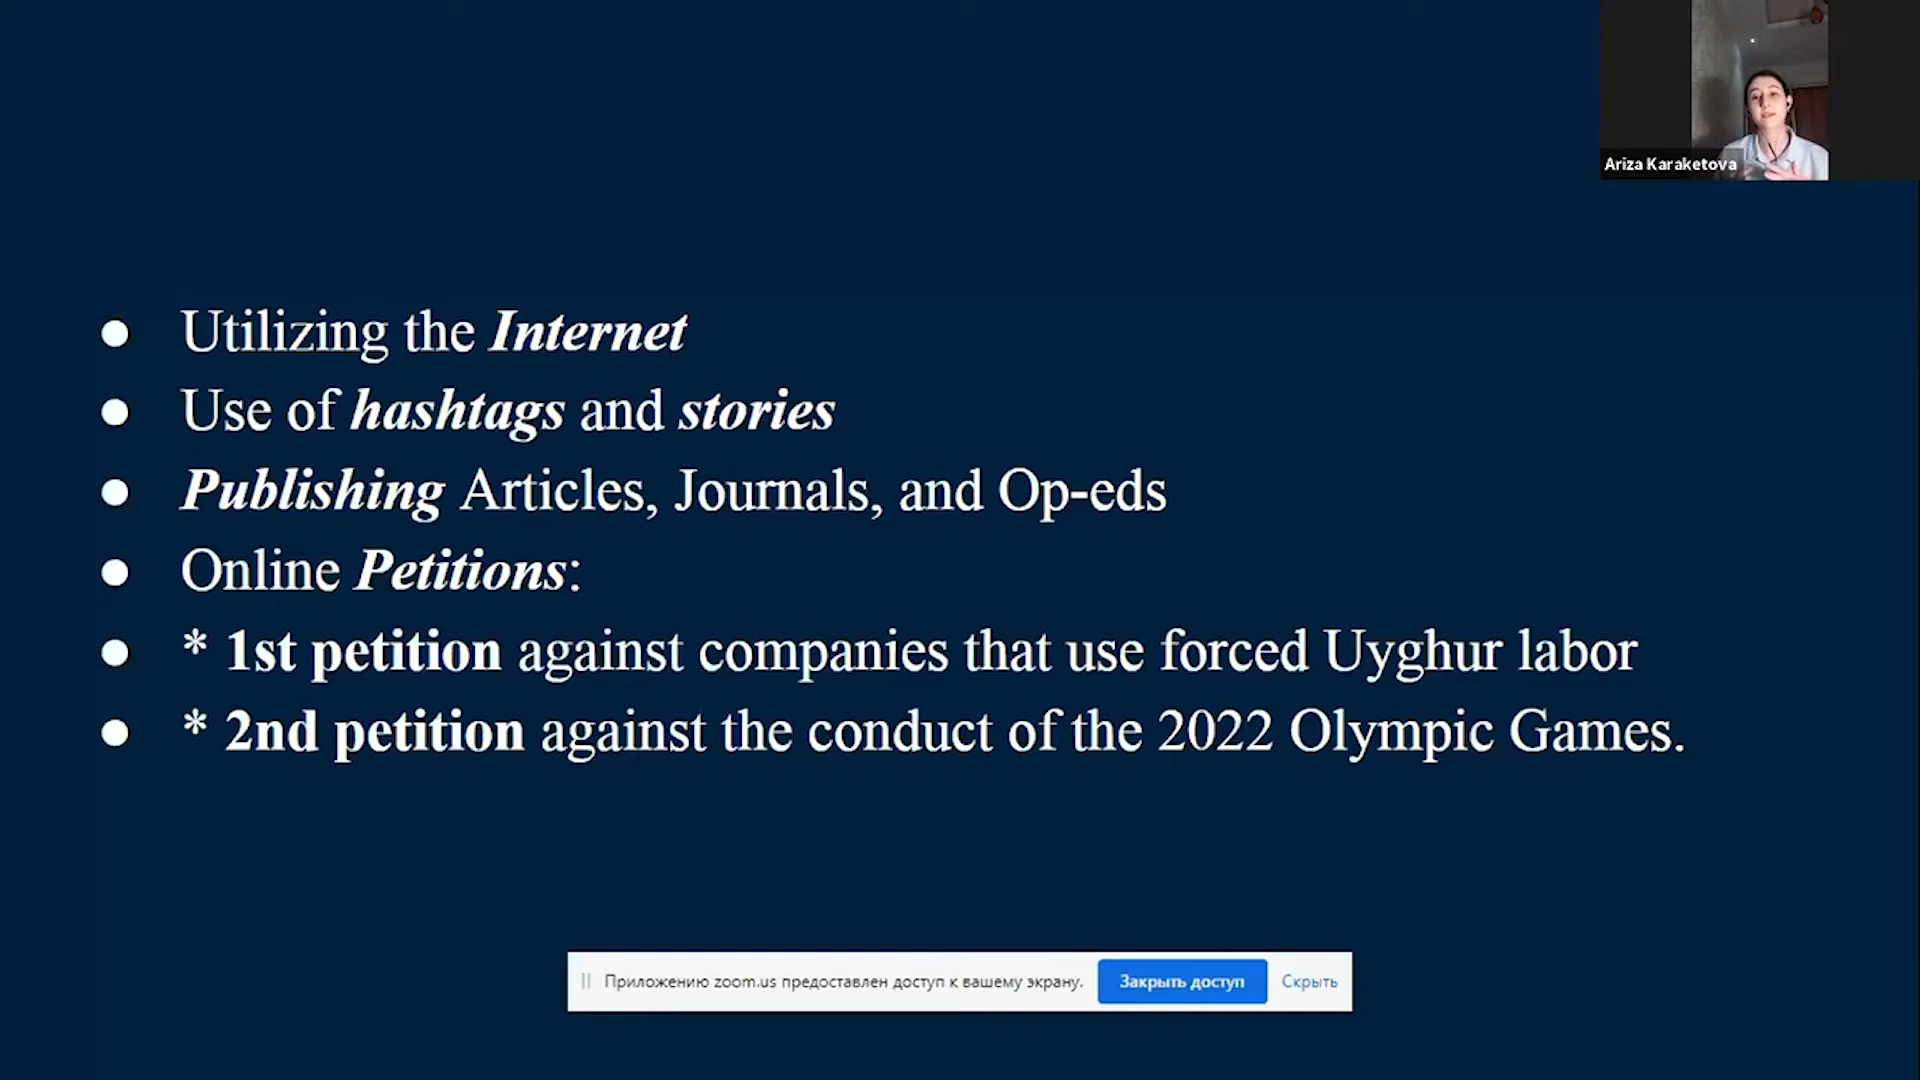 Ariza Karaketova
● Utilizing the Internet
● Use of hashtags and stories
● Publishing Articles, Journals, and Op-eds
● Online Petitions:
● * 1st petition against companies that use forced Uyghur labor
● * 2nd petition against the conduct of the 2022 Olympic Games.
Приложению zoom.us предоставлен доступ к вашему экрану. Закрыть доступ Скрыть